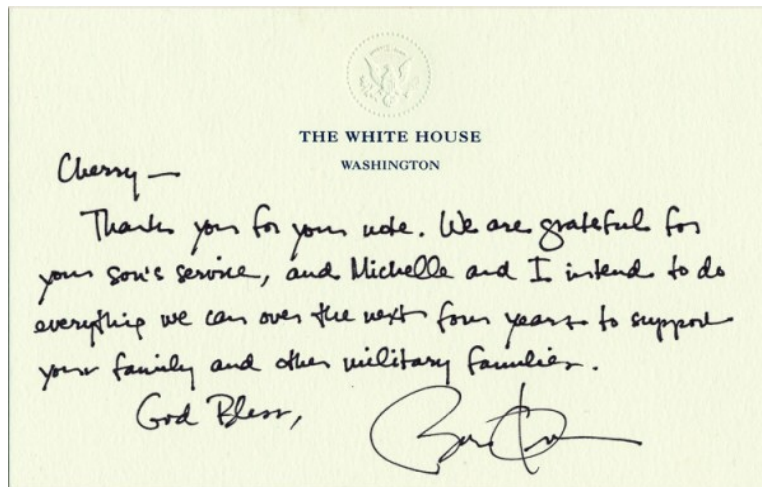 THE WHITE HOUSE
WASHINGTON
Cherry —
Thank you for your note. We are grateful for
your son's service, and Michelle and I intend to do
everything we can over the next four years to support
your family and other military families.
God Bless,